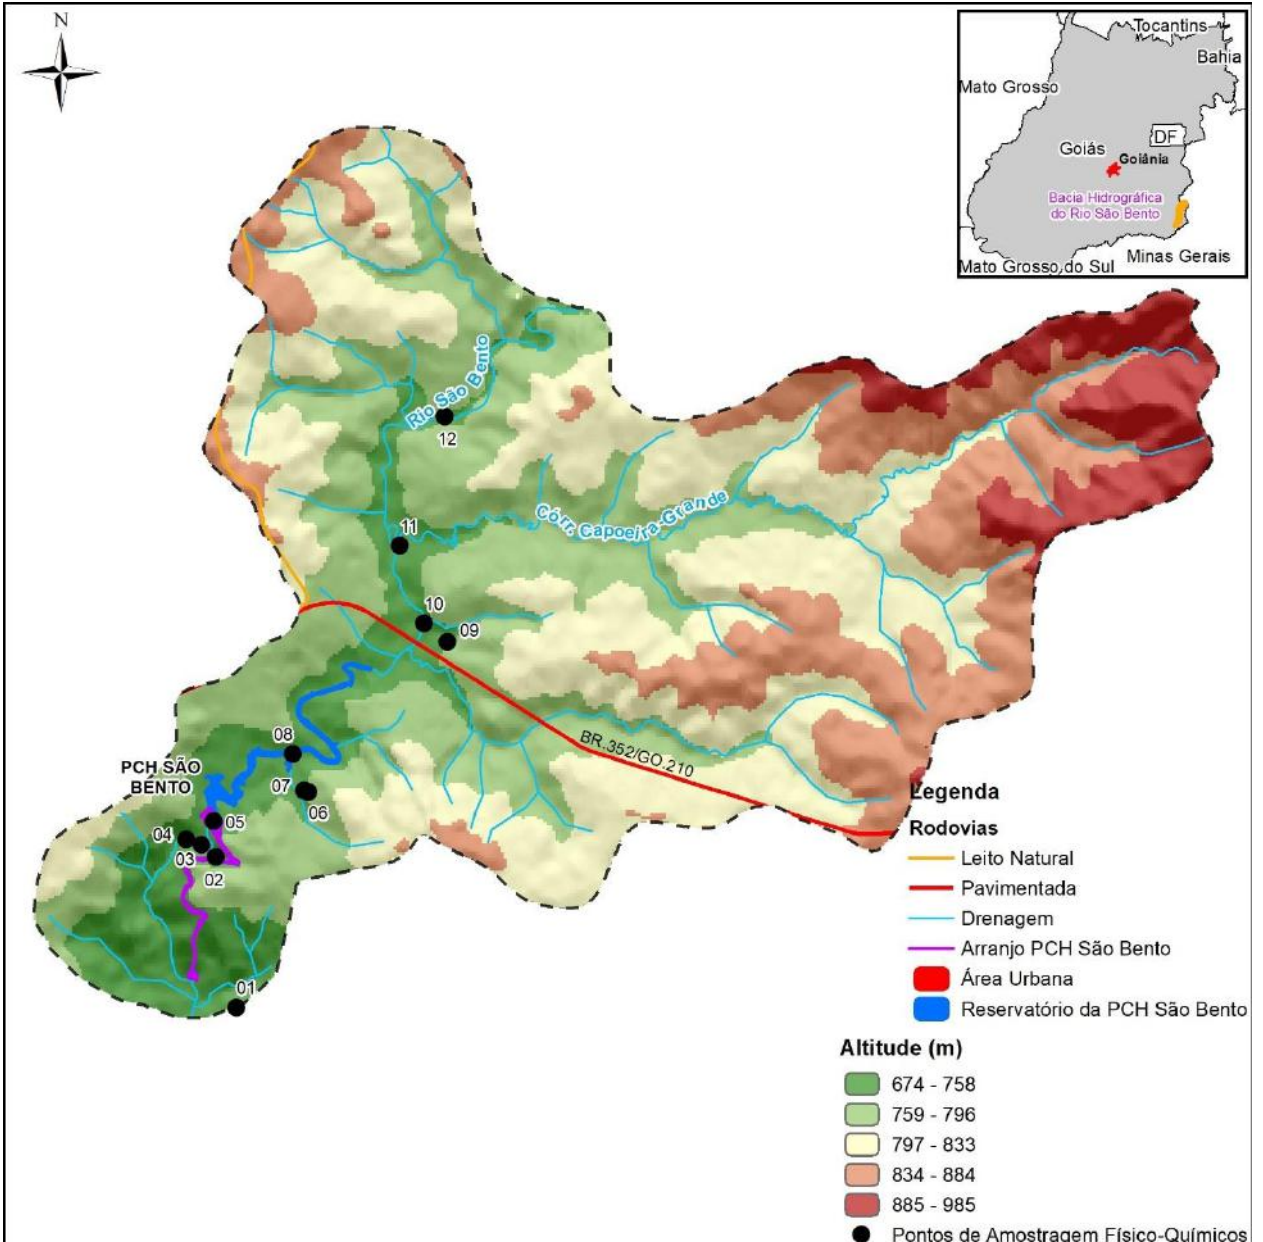 N
Tocantins
Bahia
Mato Grosso
DF
Goiás
Goiânia
Bacia Hidrográfica
do Rio São Bento
Minas Gerais
Mato Grosso do Sul
Rio São Bento
12
Córr. Capoeira-Grande
11
10
09
08
BR.352/GO.210
PCH SÃO
BENTO
07
06
05
04
03
02
01
Legenda
Rodovias
Leito Natural
Pavimentada
Drenagem
Arranjo PCH São Bento
Área Urbana
Reservatório da PCH São Bento
Altitude (m)
674 - 758
759 - 796
797 - 833
834 - 884
885 - 985
Pontos de Amostragem Físico-Químicos